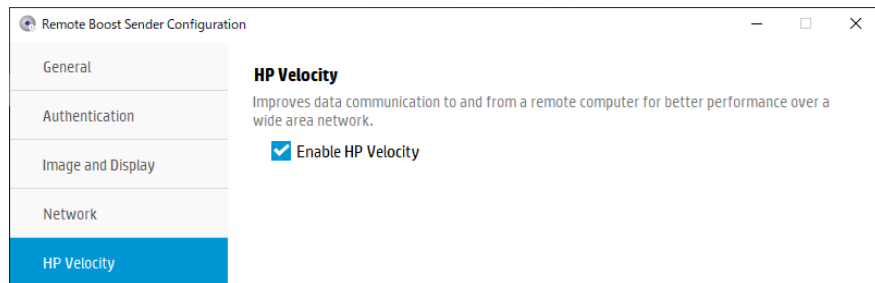 Remote Boost Sender Configuration
General
Authentication
Image and Display
Network
HP Velocity
HP Velocity
Improves data communication to and from a remote computer for better performance over a
wide area network.
Enable HP Velocity